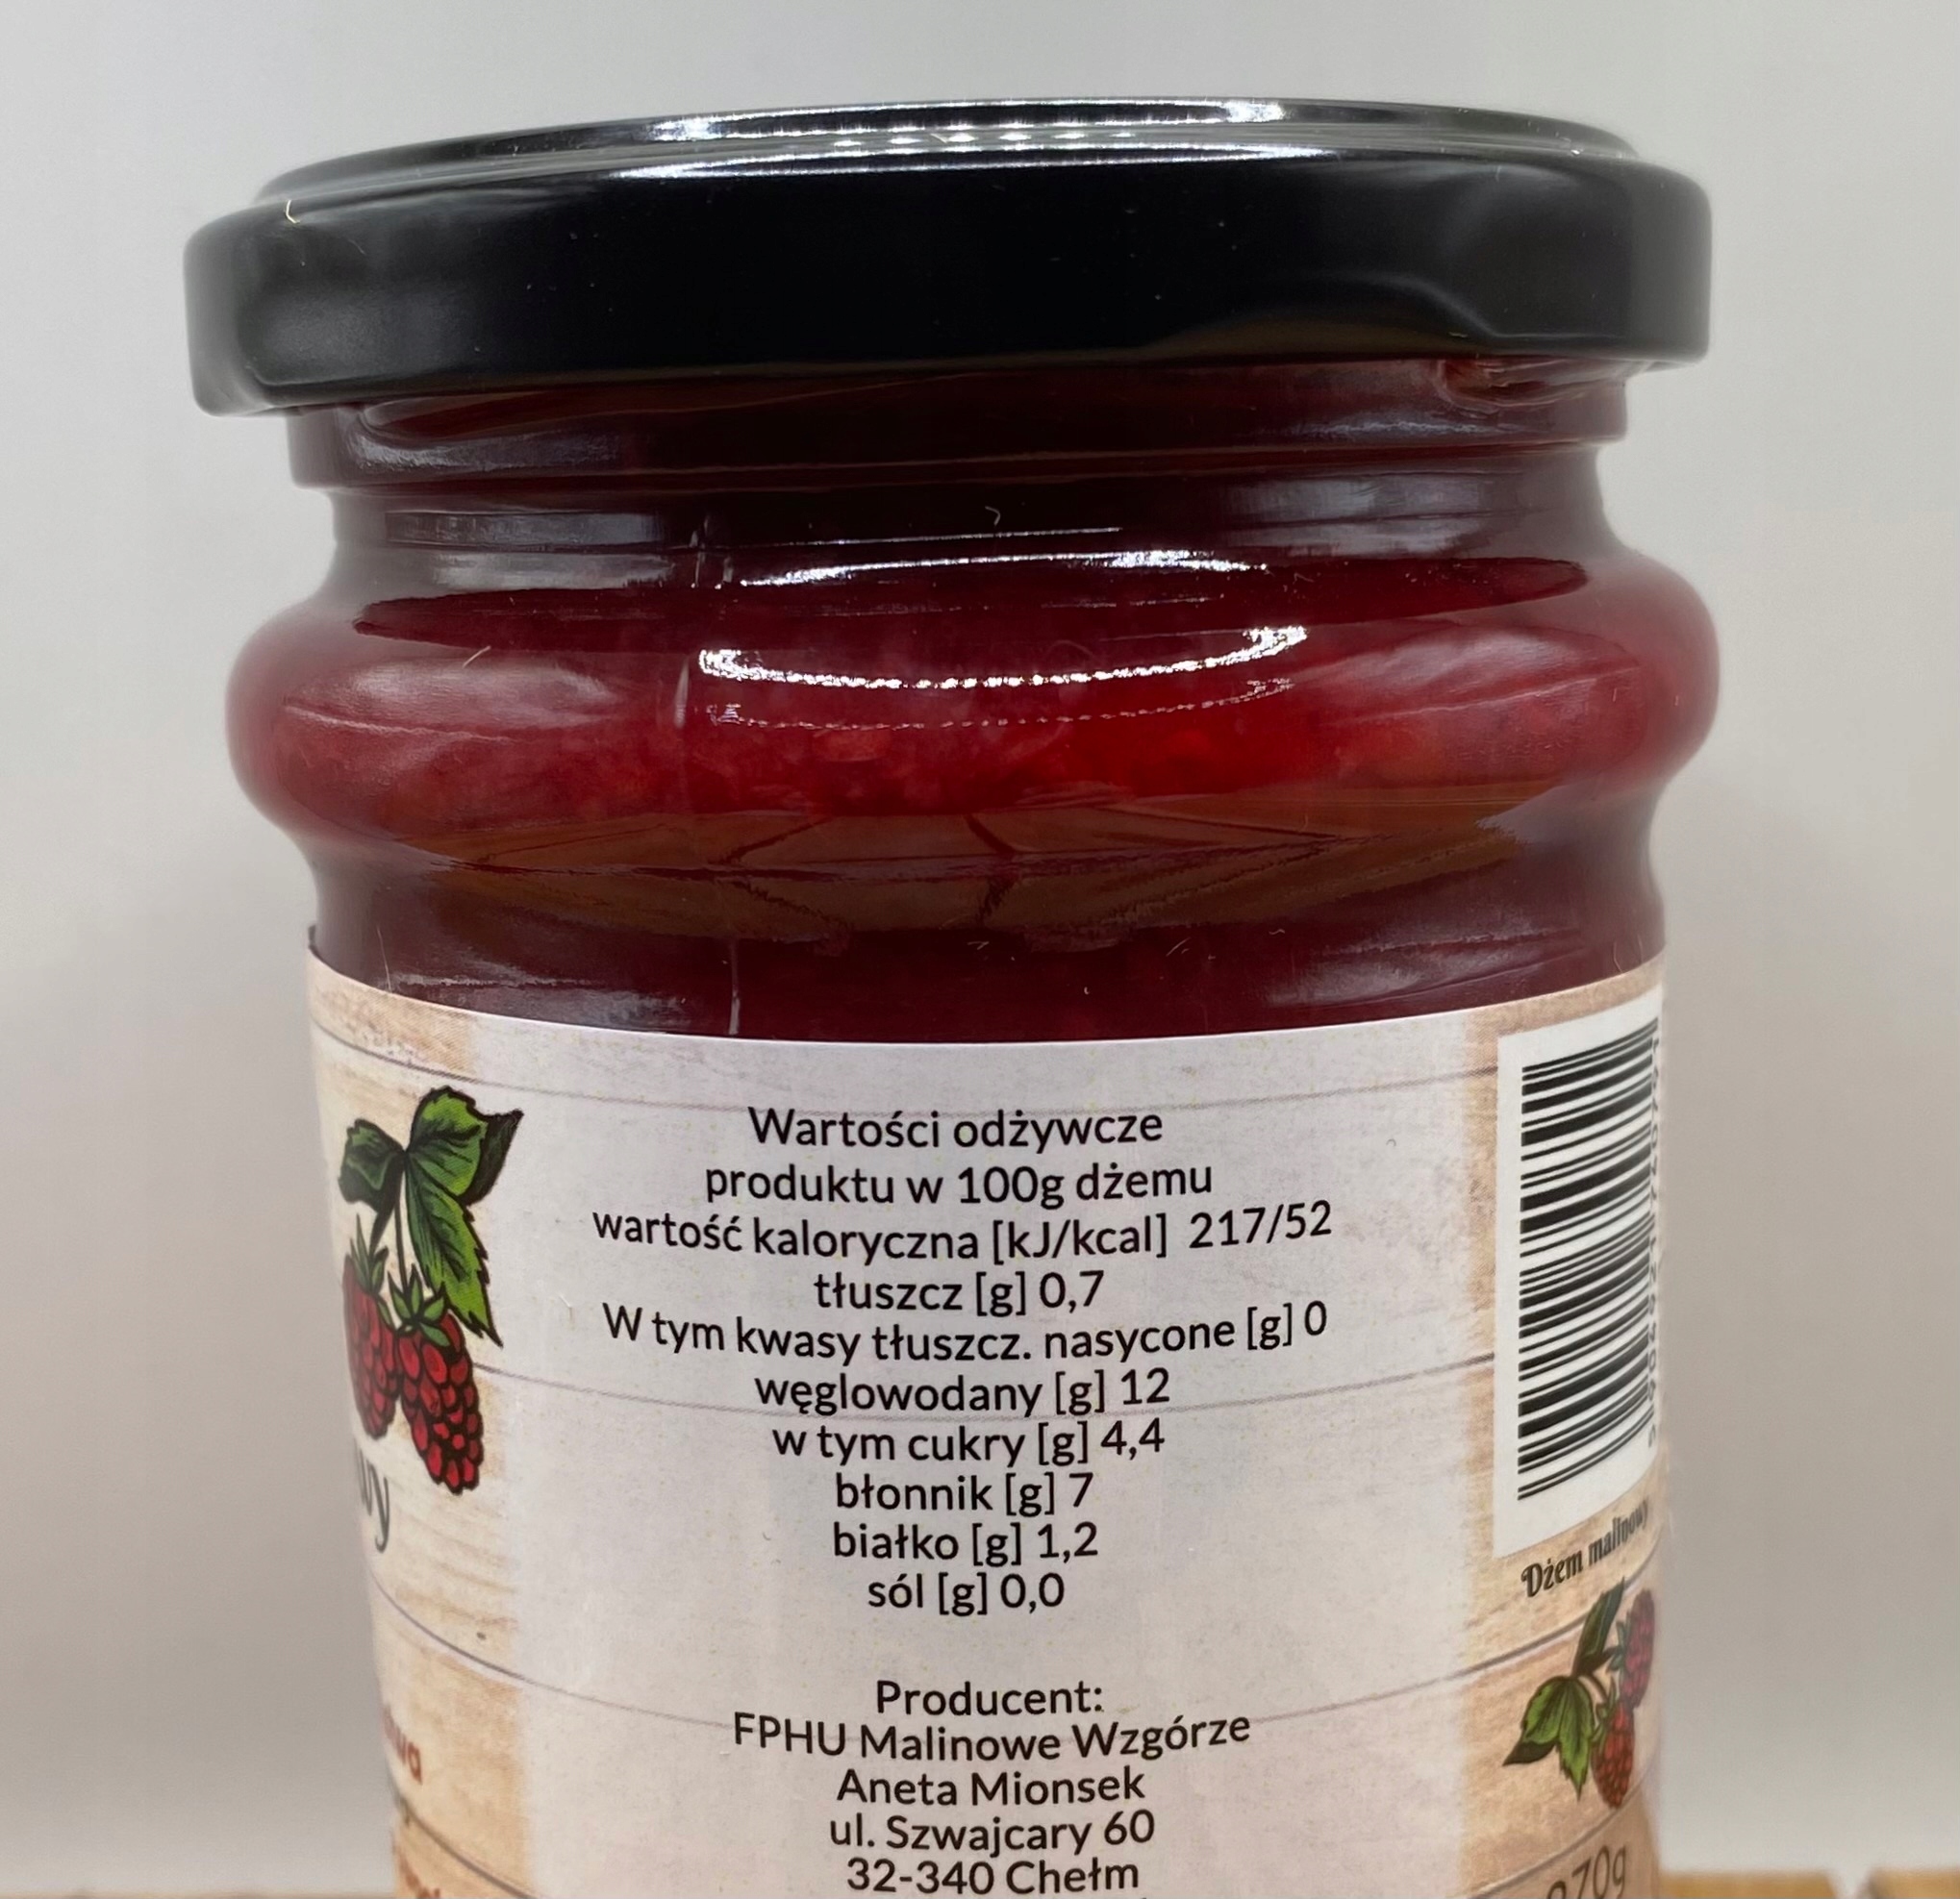 Wartości odżywcze
produktu w 100g dżemu
wartość kaloryczna [kJ/kcal] 217/52
tłuszcz [g] 0,7
W tym kwasy tłuszcz. nasycone [g] 0
węglowodany [g] 12
w tym cukry [g] 4,4
błonnik [g] 7
białko [g] 1,2
sól [g] 0,0
Producent:
FPHU Malinowe Wzgórze
Aneta Mionsek
ul. Szwajcary 60
32-340 Chełm
Dżem malinowy